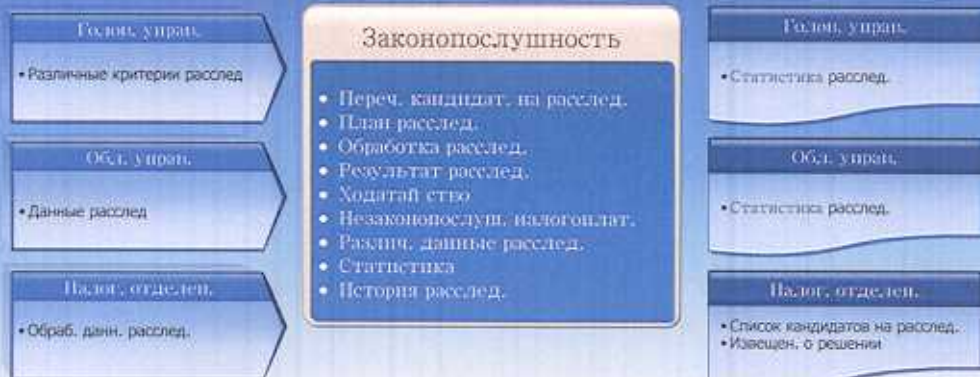 Голов. управ.
• Различные критерии расслед
Обл. управ.
• Данные расслед
Налог. отделен.
• Обраб. данн. расслед.
Законопослушность
• Переч. кандидат. на расслед.
• План расслед.
• Обработка расслед.
• Результат расслед.
• Ходатай ство
• Незаконопослуш. налогоплат.
• Различ. данные расслед.
• Статистика
• История расслед.
Голов. управ.
• Статистика расслед.
Обл. управ.
• Статистика расслед.
Налог. отделен.
• Список кандидатов на расслед.
• Извещен. о решении